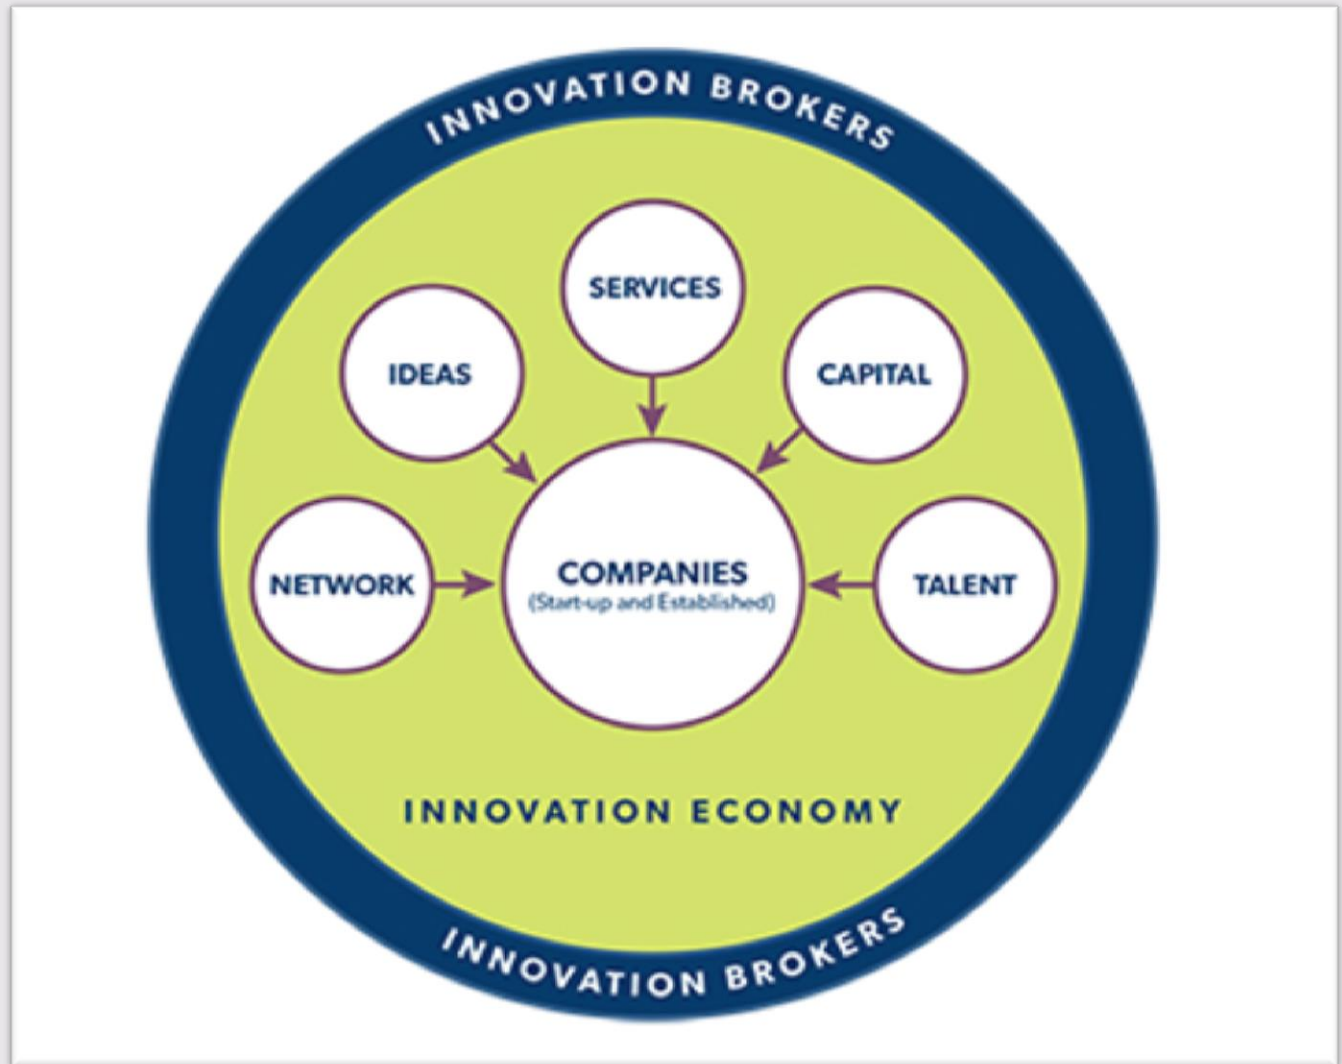 INNOVATION BROKERS
SERVICES
IDEAS
CAPITAL
NETWORK
COMPANIES
(Start-up and Established)
TALENT
INNOVATION ECONOMY
INNOVATION BROKERS